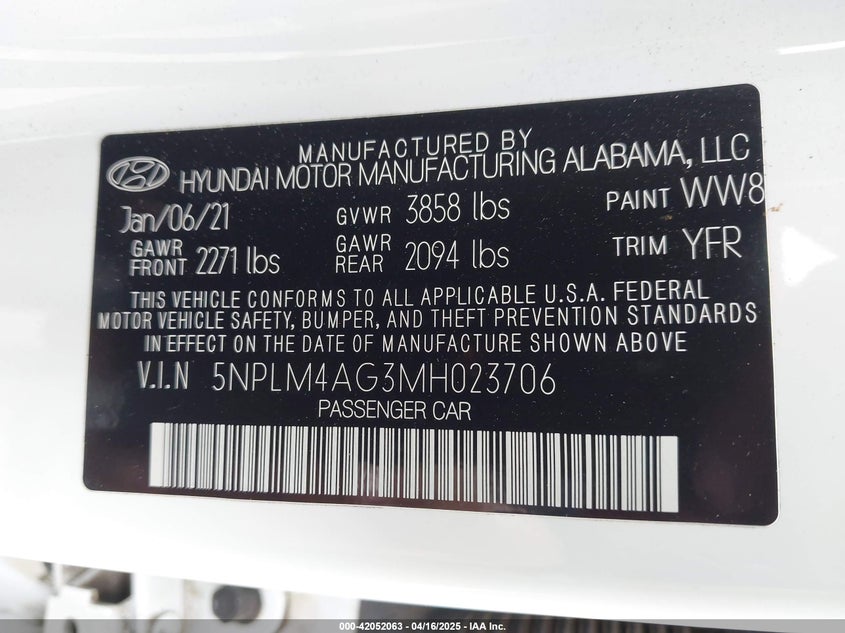 MANUFACTURED BY
HYUNDAI MOTOR MANUFACTURING ALABAMA, LLC
Jan/06/21 GVWR 3858 lbs PAINT WW8
GAWR FRONT 2271 lbs GAWR REAR 2094 lbs TRIM YFR
THIS VEHICLE CONFORMS TO ALL APPLICABLE U.S.A. FEDERAL
MOTOR VEHICLE SAFETY, BUMPER, AND THEFT PREVENTION STANDARDS
IN EFFECT ON THE DATE OF MANUFACTURE SHOWN ABOVE
V.I.N 5NPLM4AG3MH023706
PASSENGER CAR
000-42052063 - 04/16/2025 - IAA Inc.